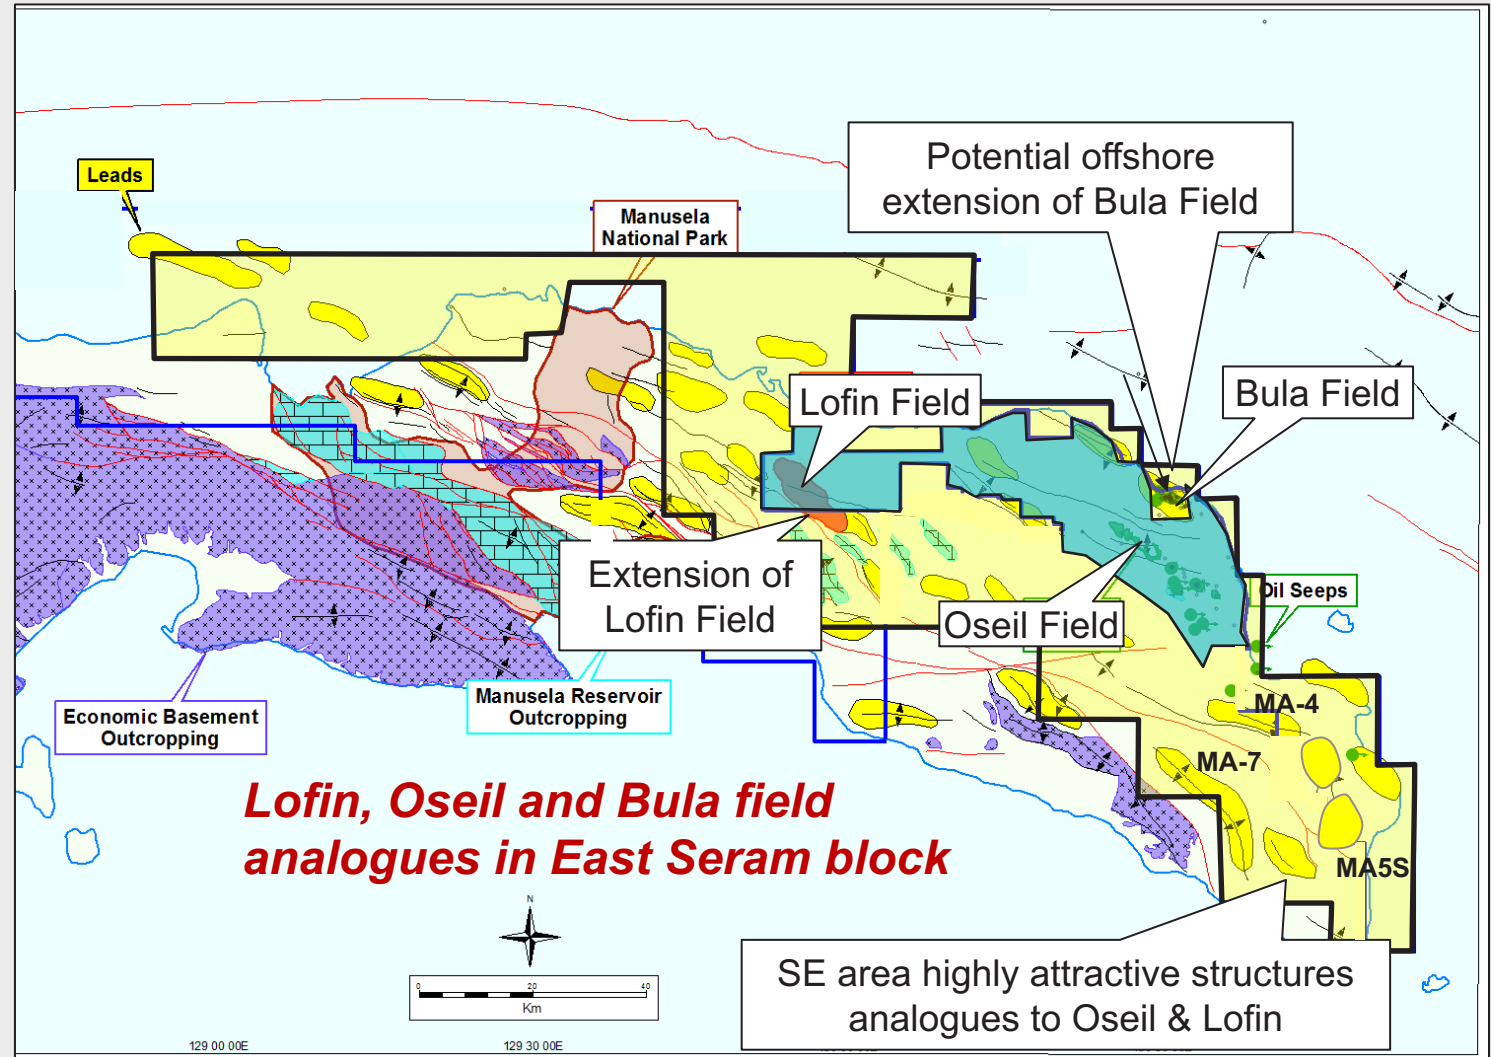 Potential offshore
extension of Bula Field
Leads
Manusela
National Park
Lofin Field
Bula Field
Extension of
Lofin Field
Oseil Field
Oil Seeps
Manusela Reservoir
Outcropping
Economic Basement
Outcropping
MA-4
MA-7
MA5S
Lofin, Oseil and Bula field
analogues in East Seram block
N
0 20 40
Km
SE area highly attractive structures
analogues to Oseil & Lofin
129 00 00E
129 30 00E